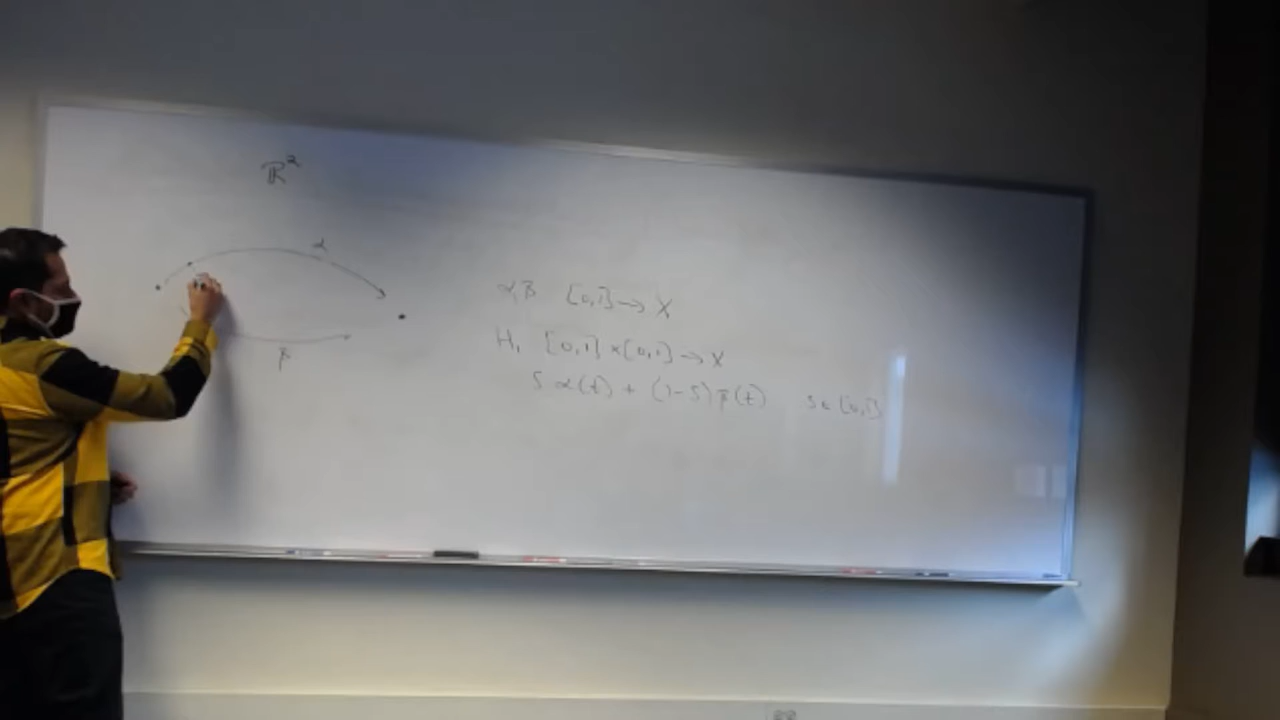 ℝ²
α
β
α, β [0,1] → X
H, [0,1] × [0,1] → X
S α(t) + (1-S) β(t) S ∈ [0,1]